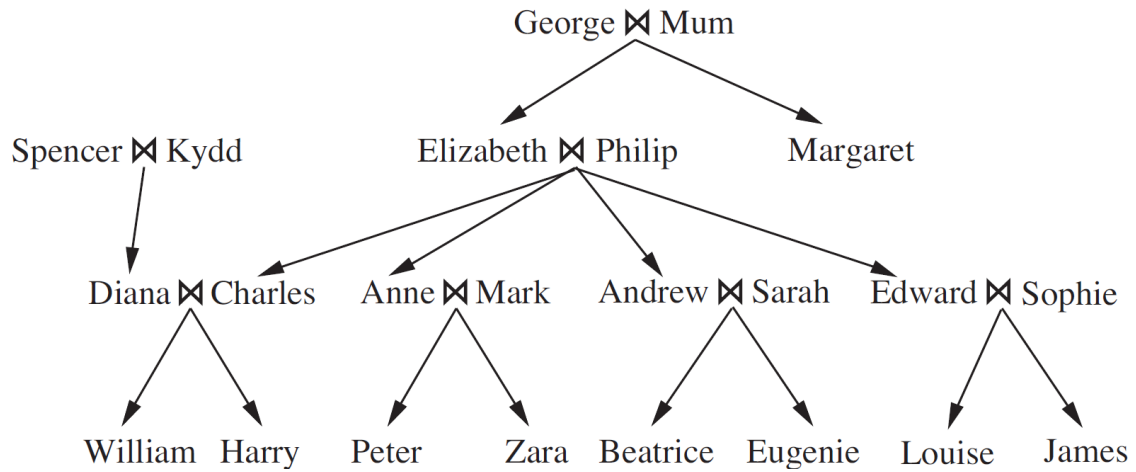 George ⋈ Mum
Spencer ⋈ Kydd Elizabeth ⋈ Philip Margaret
Diana ⋈ Charles Anne ⋈ Mark Andrew ⋈ Sarah Edward ⋈ Sophie
William Harry Peter Zara Beatrice Eugenie Louise James